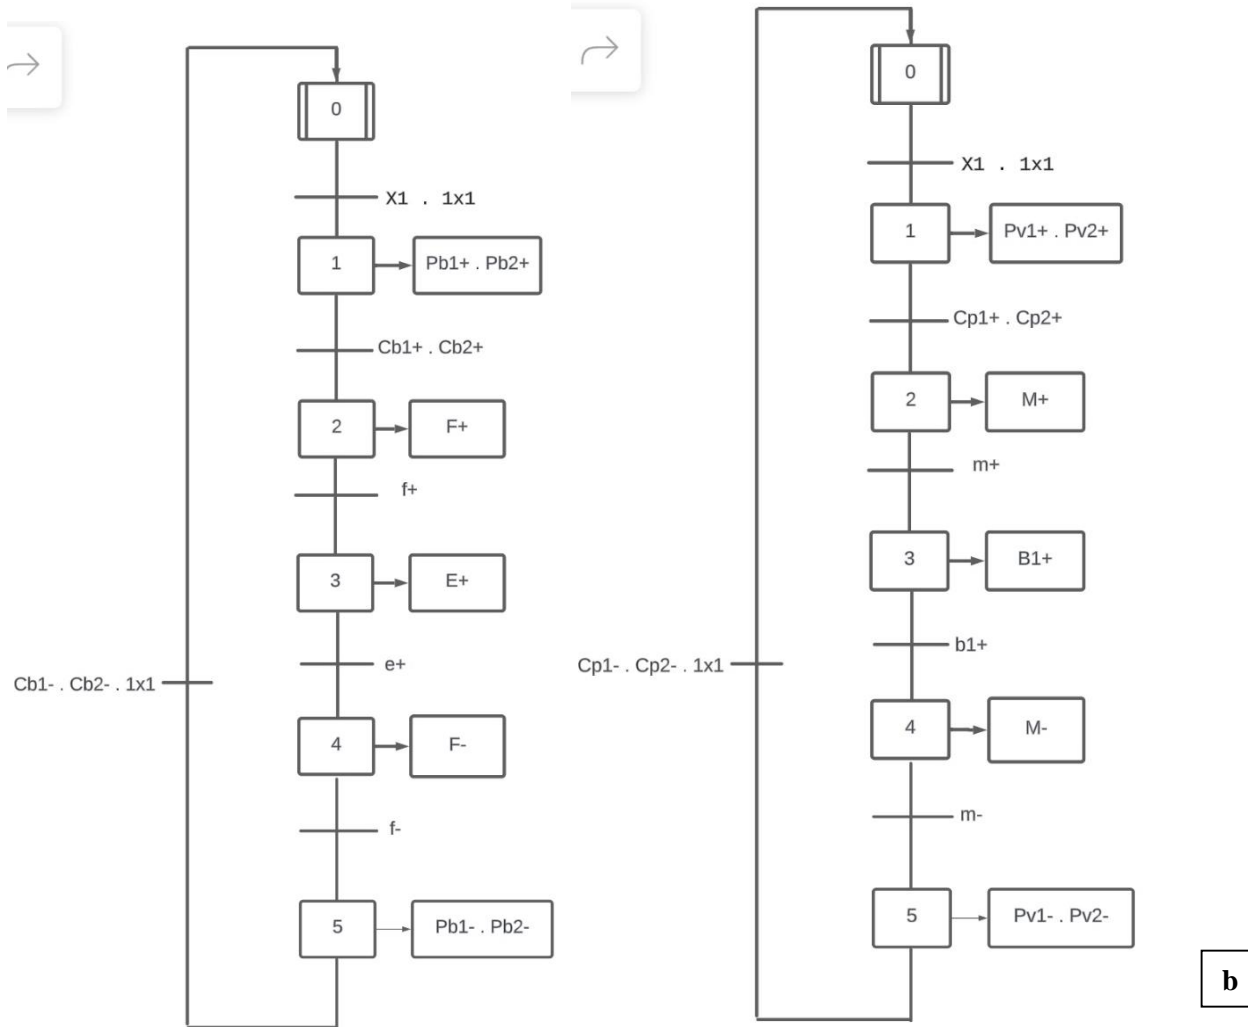 0
X1 . 1x1
1
Pb1+ . Pb2+
Cb1+ . Cb2+
2
F+
f+
3
E+
e+
Cb1- . Cb2- . 1x1
4
F-
f-
5
Pb1- . Pb2-
0
X1 . 1x1
1
Pv1+ . Pv2+
Cp1+ . Cp2+
2
M+
m+
3
B1+
b1+
Cp1- . Cp2- . 1x1
4
M-
m-
5
Pv1- . Pv2-
b